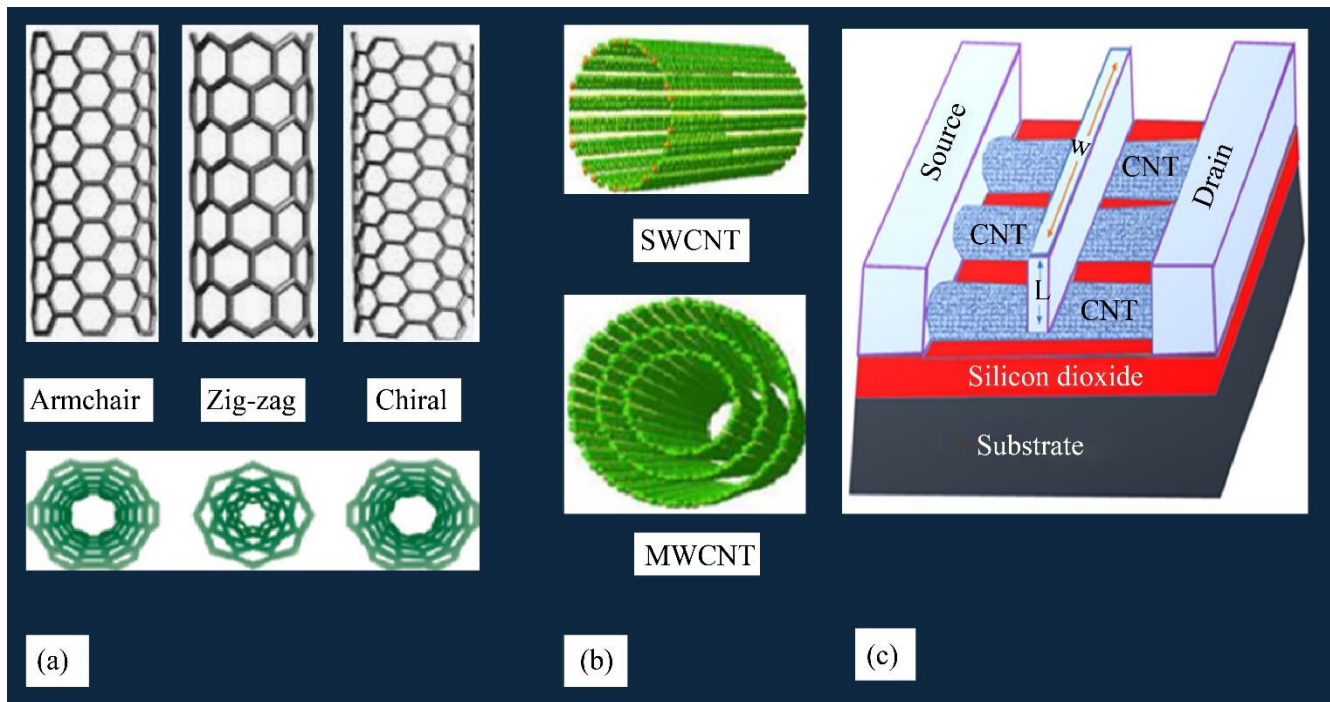 Armchair
Zig-zag
Chiral
(a)
SWCNT
MWCNT
(b)
Source
W
CNT
Drain
CNT
L
CNT
Silicon dioxide
Substrate
(c)